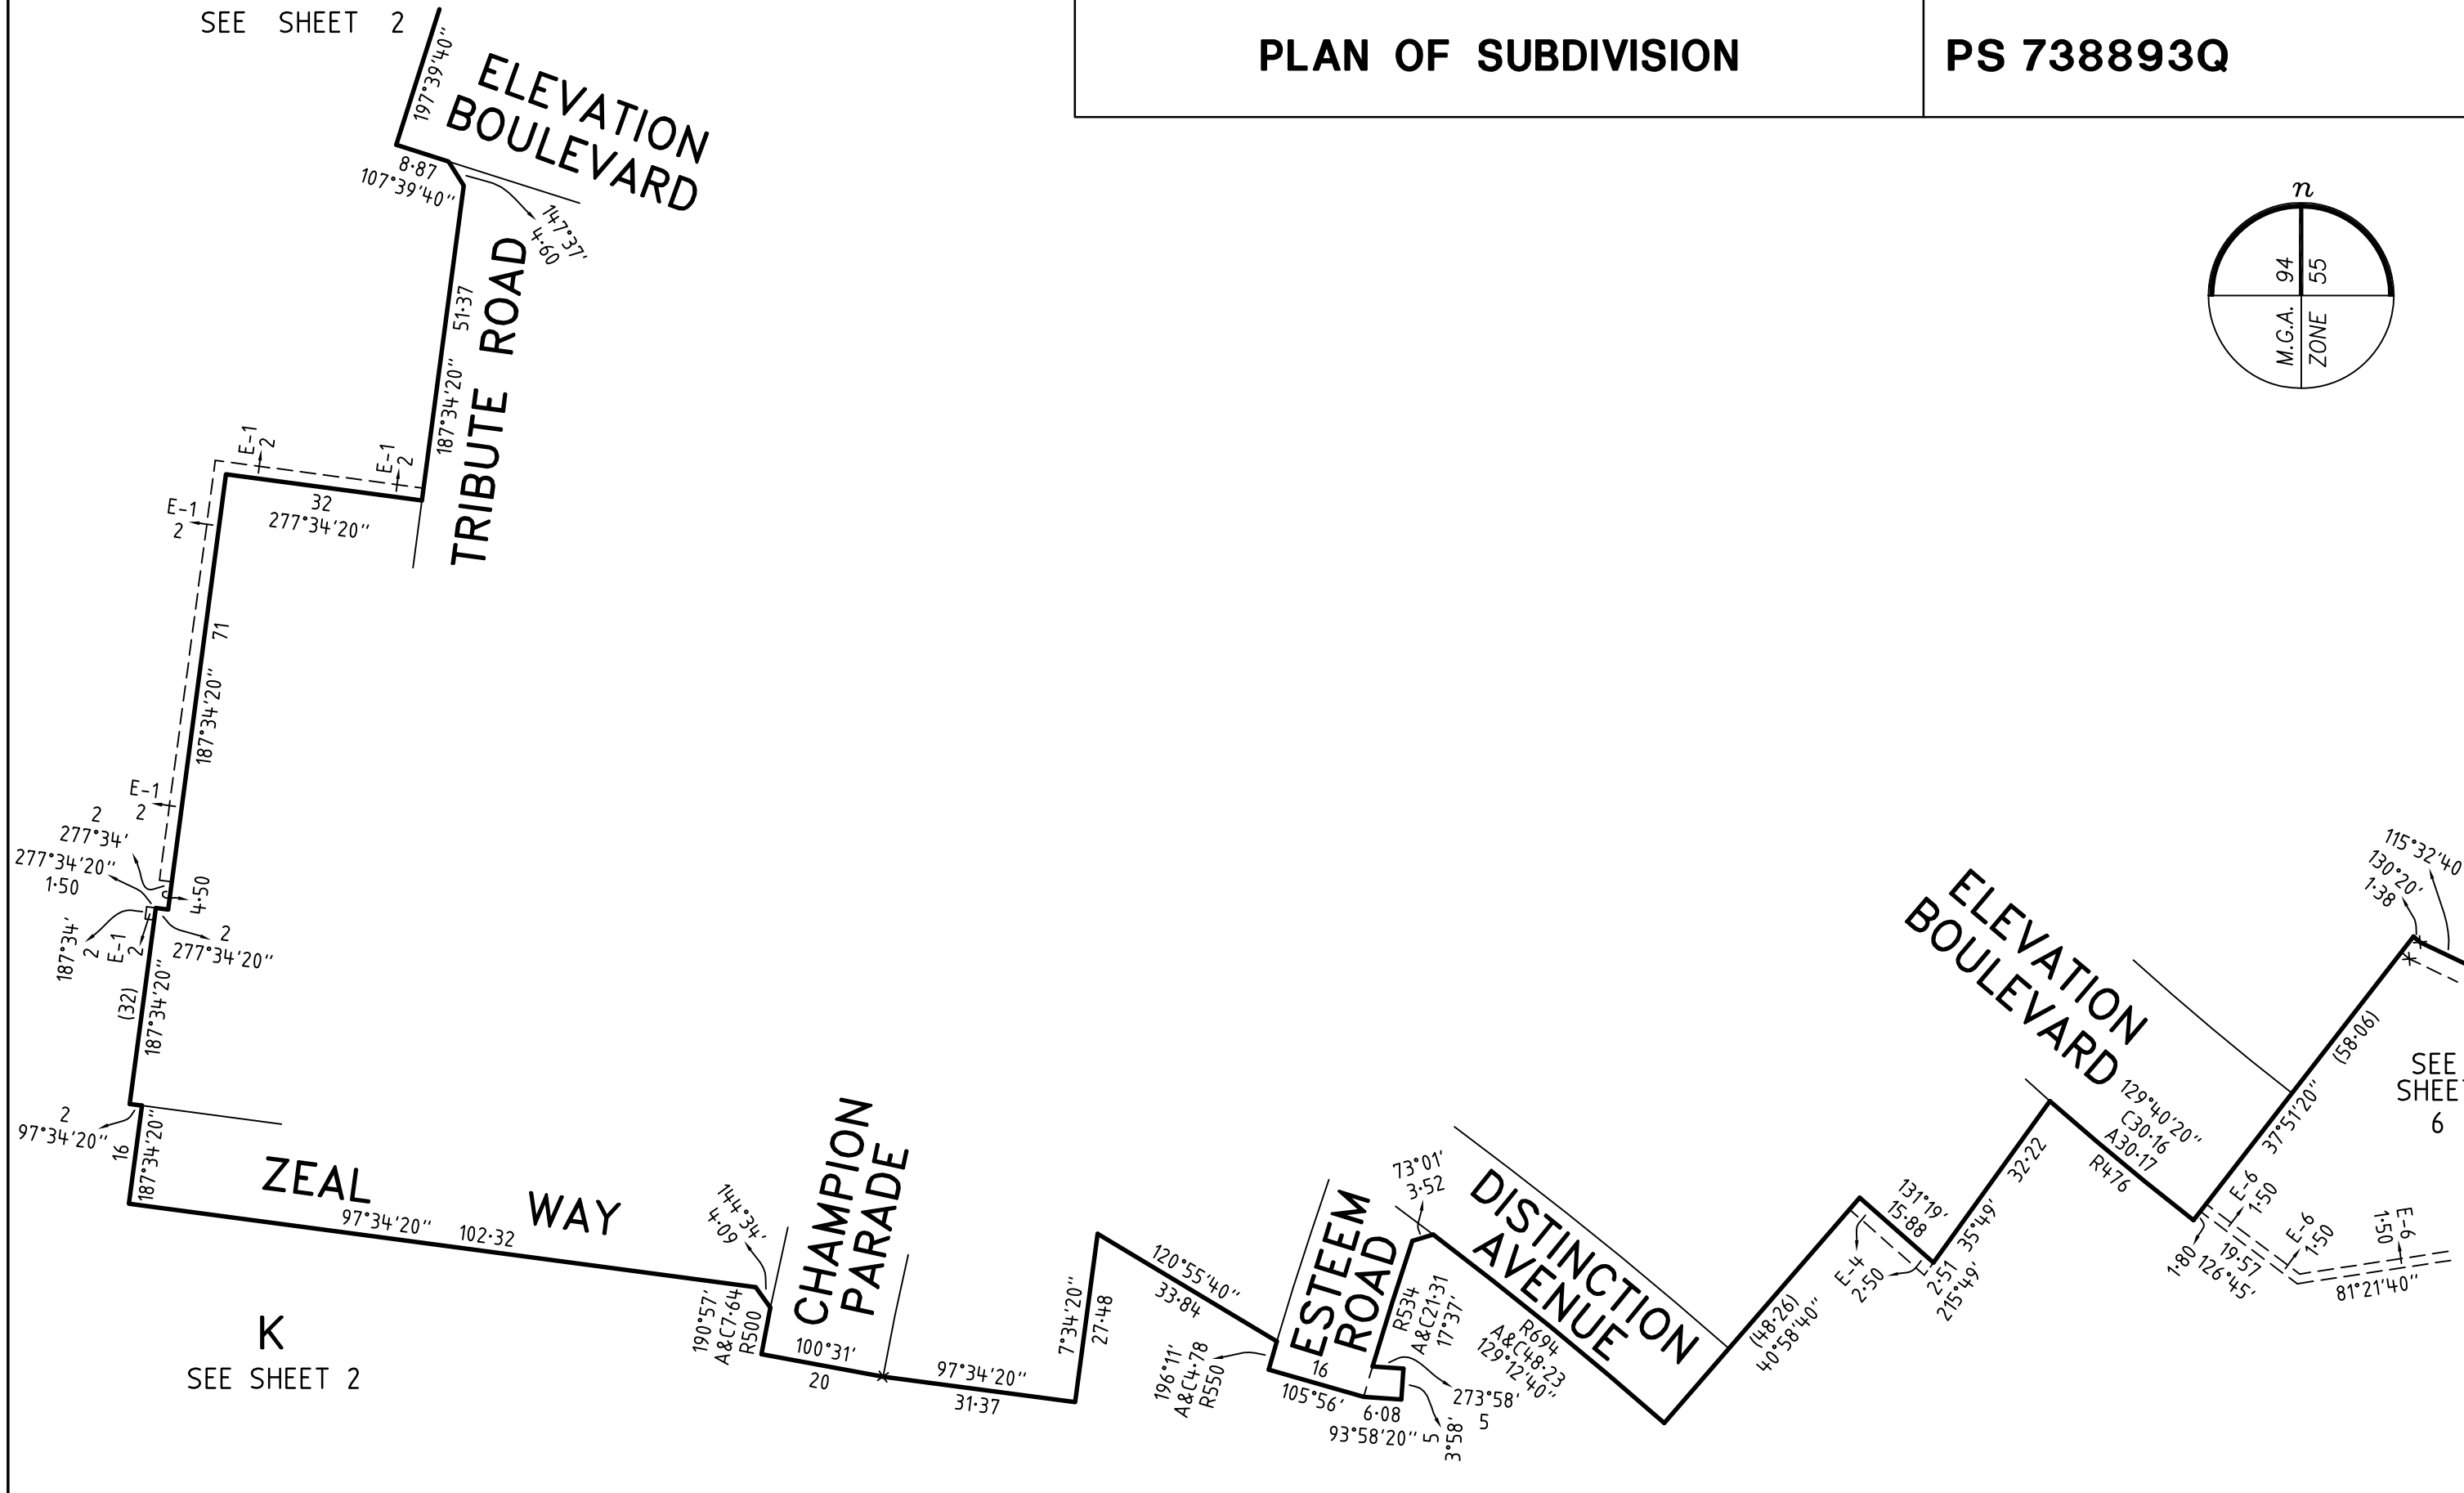 SEE SHEET 2
PLAN OF SUBDIVISION
PS 738893Q
197°39'40"
ELEVATION
BOULEVARD
8·87
107°39'40"
147°37'
4·60
n
94
55
M.G.A.
ZONE
51·37
187°34'20"
TRIBUTE ROAD
E-1
2
E-1
2
32
277°34'20"
E-1
2
71
187°34'20"
E-1
2
2
277°34'
277°34'20"
1·50
4·50
187°34'
2
E-1
2
2
277°34'20"
(32)
187°34'20"
2
97°34'20"
16
187°34'20"
ZEAL WAY
97°34'20" 102·32
K
SEE SHEET 2
144°34'
4·09
190°57'
A&C7·64
R500
CHAMPION
PARADE
100°31'
20
97°34'20"
31·37
7°34'20"
27·48
120°55'40"
33·84
196°11'
A&C4·78
R550
ESTEEM
ROAD
16
105°56'
73°01'
3·52
R534
A&C21·31
17°37'
6·08
93°58'20"
5
3°58'
273°58'
5
DISTINCTION
AVENUE
R694
A&C48·23
129°12'40"
(48·26)
40°58'40"
E-4
2·50
131°19'
15·88
2·51
215°49'
35°49'
32·22
ELEVATION
BOULEVARD
129°40'20"
C30·16
A30·17
R476
37°51'20"
(58·06)
115°32'40
130°20'
1·38
SEE
SHEE
6
E-6
1·50
1·80
19·57
126°45'
E-6
1·50
E-6
1·50
81°21'40"